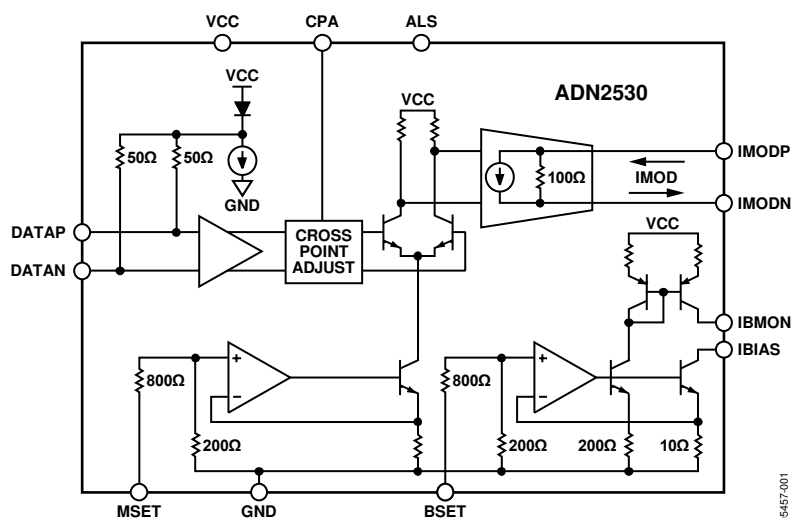 VCC CPA ALS
VCC
VCC
ADN2530
50Ω 50Ω
GND
100Ω
IMOD
IMODP
IMODN
VCC
DATAP
DATAN
CROSS
POINT
ADJUST
IBMON
IBIAS
800Ω
+
–
200Ω
800Ω
+
–
200Ω 200Ω 10Ω
MSET GND BSET
05457-001